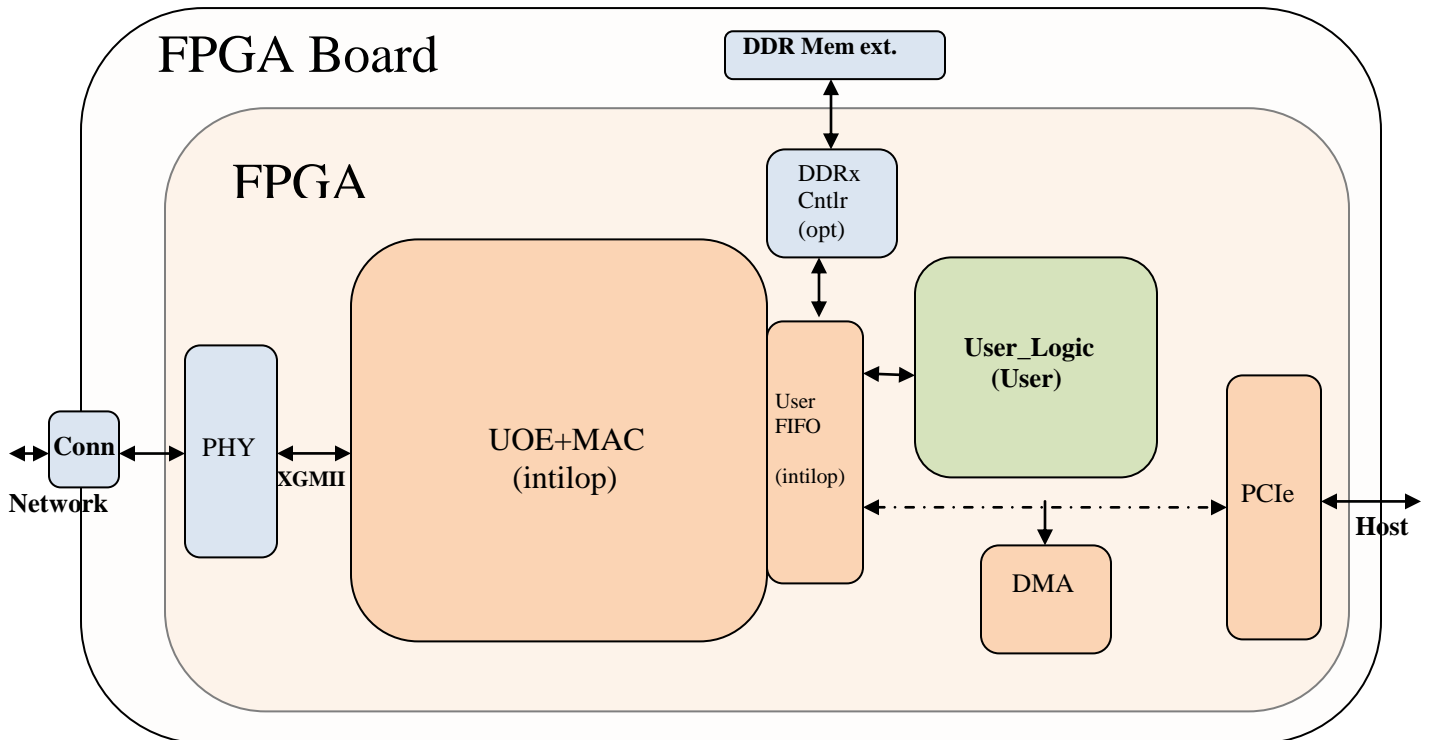 FPGA Board
DDR Mem ext.
FPGA
DDRx
Cntlr
(opt)
User_Logic
(User)
User
FIFO
(intilop)
UOE+MAC
(intilop)
Conn
PHY
XGMII
Network
PCIe
Host
DMA